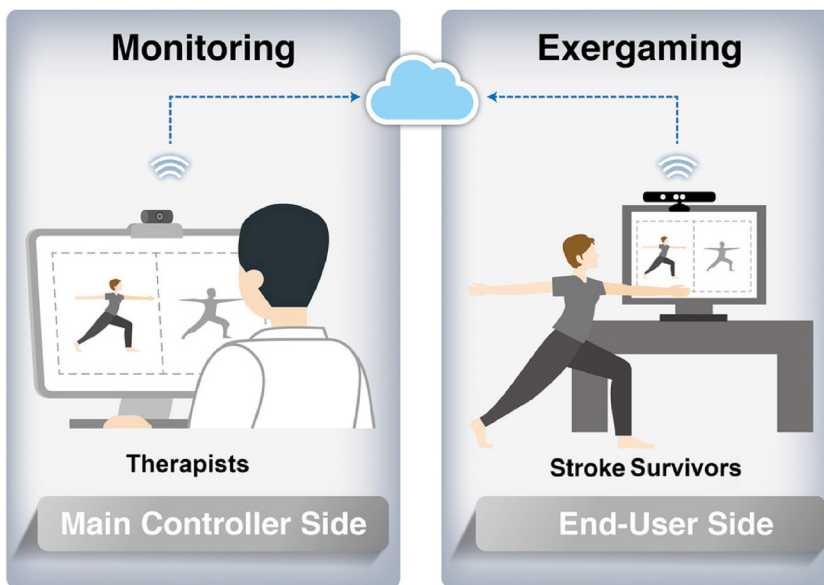 Monitoring
Exergaming
Therapists
Stroke Survivors
Main Controller Side
End-User Side